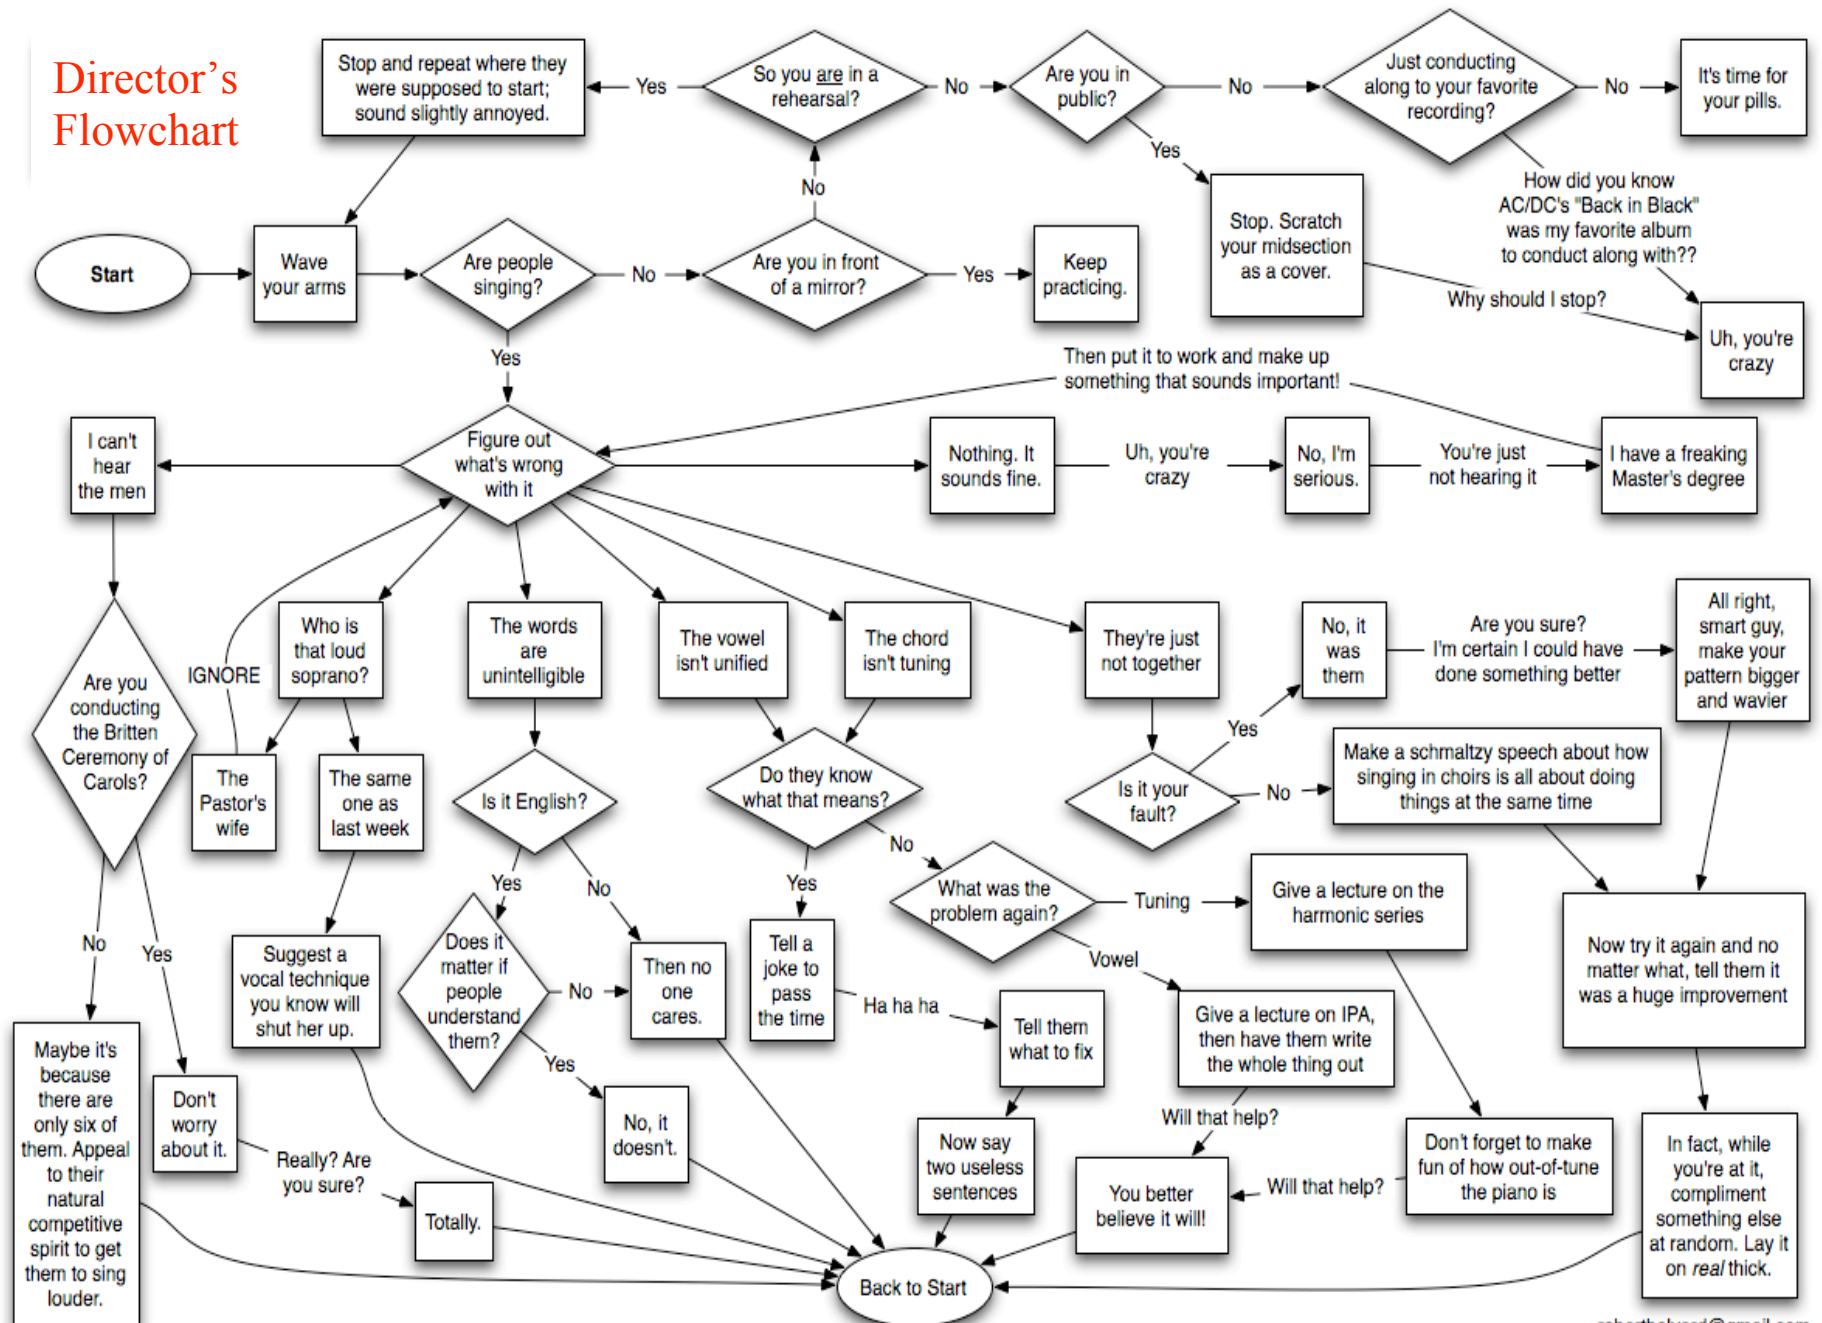 Director's
Flowchart
Stop and repeat where they
were supposed to start;
sound slightly annoyed.
Yes
So you are in a
rehearsal?
No
Are you in
public?
No
Just conducting
along to your favorite
recording?
No
It's time for
your pills.
Yes
No
How did you know
AC/DC's "Back in Black"
was my favorite album
to conduct along with??
Stop. Scratch
your midsection
as a cover.
Start
Wave
your arms
Are people
singing?
No
Are you in front
of a mirror?
Yes
Keep
practicing.
Why should I stop?
Uh, you're
crazy
Yes
Then put it to work and make up
something that sounds important!
I can't
hear
the men
Figure out
what's wrong
with it
Nothing. It
sounds fine.
Uh, you're
crazy
No, I'm
serious.
You're just
not hearing it
I have a freaking
Master's degree
Are you
conducting
the Britten
Ceremony of
Carols?
IGNORE
Who is
that loud
soprano?
The words
are
unintelligible
The vowel
isn't unified
The chord
isn't tuning
They're just
not together
No, it
was
them
Are you sure?
I'm certain I could have
done something better
All right,
smart guy,
make your
pattern bigger
and wavier
Yes
The
Pastor's
wife
The same
one as
last week
Is it English?
Do they know
what that means?
Is it your
fault?
No
Make a schmaltzy speech about how
singing in choirs is all about doing
things at the same time
No
Yes
Yes
No
Yes
No
What was the
problem again?
Tuning
Give a lecture on the
harmonic series
Vowel
Suggest a
vocal technique
you know will
shut her up.
Does it
matter if
people
understand
them?
No
Then no
one
cares.
Tell a
joke to
pass
the time
Ha ha ha
Tell them
what to fix
Give a lecture on IPA,
then have them write
the whole thing out
Now try it again and no
matter what, tell them it
was a huge improvement
Maybe it's
because
there are
only six of
them. Appeal
to their
natural
competitive
spirit to get
them to sing
louder.
Don't
worry
about it.
Really? Are
you sure?
Totally.
Yes
No, it
doesn't.
Now say
two useless
sentences
Will that help?
You better
believe it will!
Will that help?
Don't forget to make
fun of how out-of-tune
the piano is
In fact, while
you're at it,
compliment
something else
at random. Lay it
on real thick.
Back to Start